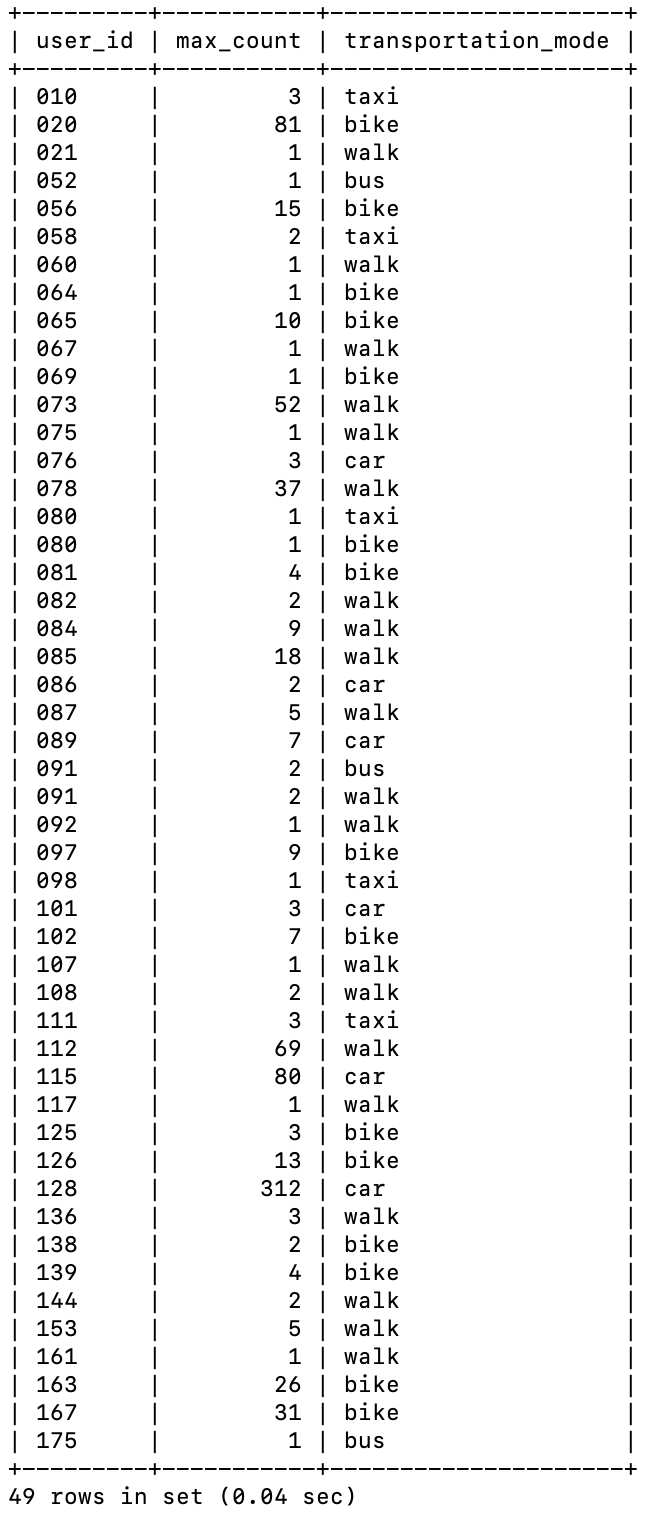 +---------+-----------+---------------------+
| user_id | max_count | transportation_mode |
+---------+-----------+---------------------+
| 010     |         3 | taxi                |
| 020     |        81 | bike                |
| 021     |         1 | walk                |
| 052     |         1 | bus                 |
| 056     |        15 | bike                |
| 058     |         2 | taxi                |
| 060     |         1 | walk                |
| 064     |         1 | bike                |
| 065     |        10 | bike                |
| 067     |         1 | walk                |
| 069     |         1 | bike                |
| 073     |        52 | walk                |
| 075     |         1 | walk                |
| 076     |         3 | car                 |
| 078     |        37 | walk                |
| 080     |         1 | taxi                |
| 080     |         1 | bike                |
| 081     |         4 | bike                |
| 082     |         2 | walk                |
| 084     |         9 | walk                |
| 085     |        18 | walk                |
| 086     |         2 | car                 |
| 087     |         5 | walk                |
| 089     |         7 | car                 |
| 091     |         2 | bus                 |
| 091     |         2 | walk                |
| 092     |         1 | walk                |
| 097     |         9 | bike                |
| 098     |         1 | taxi                |
| 101     |         3 | car                 |
| 102     |         7 | bike                |
| 107     |         1 | walk                |
| 108     |         2 | walk                |
| 111     |         3 | taxi                |
| 112     |        69 | walk                |
| 115     |        80 | car                 |
| 117     |         1 | walk                |
| 125     |         3 | bike                |
| 126     |        13 | bike                |
| 128     |       312 | car                 |
| 136     |         3 | walk                |
| 138     |         2 | bike                |
| 139     |         4 | bike                |
| 144     |         2 | walk                |
| 153     |         5 | walk                |
| 161     |         1 | walk                |
| 163     |        26 | bike                |
| 167     |        31 | bike                |
| 175     |         1 | bus                 |
+---------+-----------+---------------------+
49 rows in set (0.04 sec)